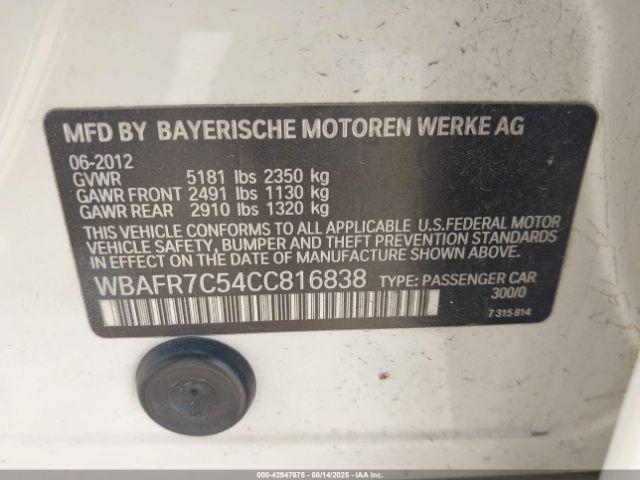 MFD BY BAYERISCHE MOTOREN WERKE AG
06-2012
GVWR 5181 lbs 2350 kg
GAWR FRONT 2491 lbs 1130 kg
GAWR REAR 2910 lbs 1320 kg
THIS VEHICLE CONFORMS TO ALL APPLICABLE U.S.FEDERAL MOTOR
VEHICLE SAFETY, BUMPER AND THEFT PREVENTION STANDARDS
IN EFFECT ON THE DATE OF MANUFACTURE SHOWN ABOVE.
WBAFR7C54CC816838 TYPE: PASSENGER CAR
300/0
7 315 814
00-42947675 - 08/14/2025 - COPYRIGHT IAA, LLC.